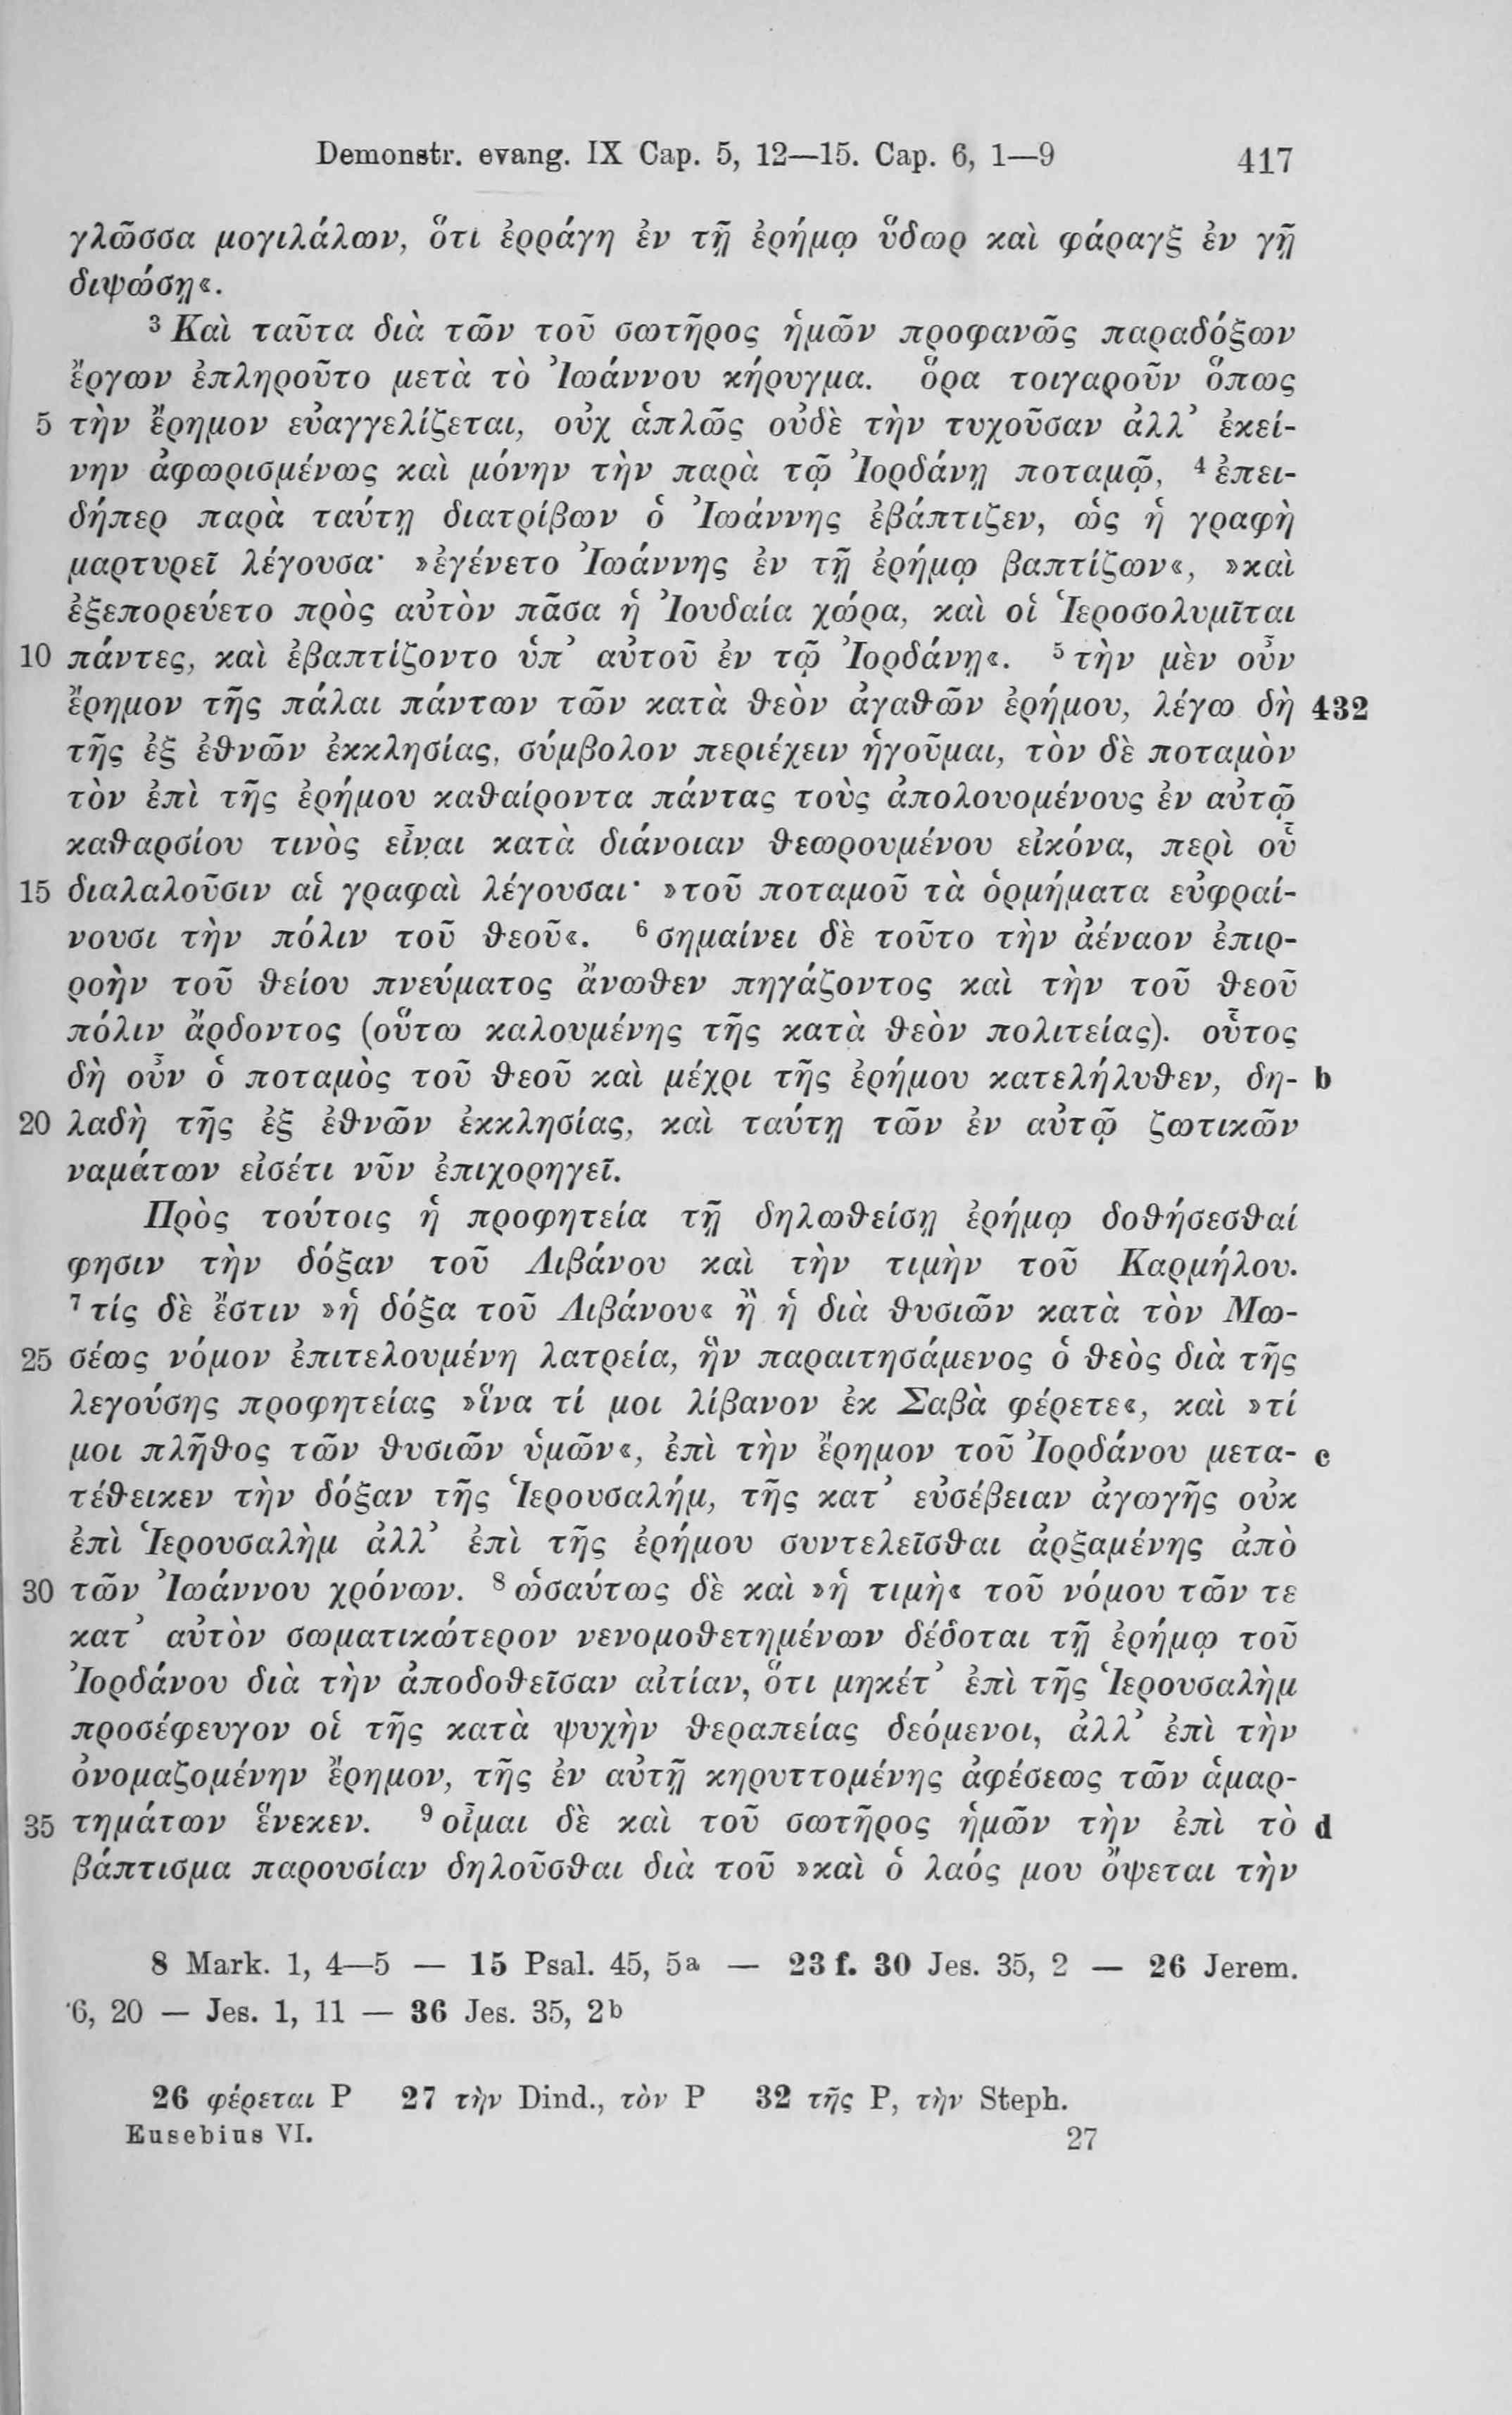 Demonstr. evang. IX Cap. 5, 12—15. Cap. 6, 1—9 417
γλῶσσα μογιλάλων, ὅτι ἐρράγη ἐν τῇ ἐρήμῳ ὕδωρ καὶ φάραγξ ἐν γῇ
διψώσῃ«.
³ Καὶ ταῦτα διὰ τῶν τοῦ σωτῆρος ἡμῶν προφανῶς παραδόξων
ἔργων ἐπληροῦτο μετὰ τὸ Ἰωάννου κήρυγμα. ὅρα τοιγαροῦν ὅπως
5 τὴν ἔρημον εὐαγγελίζεται, οὐχ ἁπλῶς οὐδὲ τὴν τυχοῦσαν ἀλλ’ ἐκεί-
νην ἀφωρισμένως καὶ μόνην τὴν παρὰ τῷ Ἰορδάνῃ ποταμῷ, ⁴ ἐπει-
δήπερ παρὰ ταύτῃ διατρίβων ὁ Ἰωάννης ἐβάπτιζεν, ὡς ἡ γραφὴ
μαρτυρεῖ λέγουσα· »ἐγένετο Ἰωάννης ἐν τῇ ἐρήμῳ βαπτίζων«, »καὶ
ἐξεπορεύετο πρὸς αὐτὸν πᾶσα ἡ Ἰουδαία χώρα, καὶ οἱ Ἱεροσολυμῖται
10 πάντες, καὶ ἐβαπτίζοντο ὑπ’ αὐτοῦ ἐν τῷ Ἰορδάνῃ«. ⁵ τὴν μὲν οὖν
ἔρημον τῆς πάλαι πάντων τῶν κατὰ θεὸν ἀγαθῶν ἐρήμου, λέγω δὴ 432
τῆς ἐξ ἐθνῶν ἐκκλησίας, σύμβολον περιέχειν ἡγοῦμαι, τὸν δὲ ποταμὸν
τὸν ἐπὶ τῆς ἐρήμου καθαίροντα πάντας τοὺς ἀπολουομένους ἐν αὐτῷ
καθαρσίου τινὸς εἶναι κατὰ διάνοιαν θεωρουμένου εἰκόνα, περὶ οὗ
15 διαλαλοῦσιν αἱ γραφαὶ λέγουσαι· »τοῦ ποταμοῦ τὰ ὁρμήματα εὐφραί-
νουσι τὴν πόλιν τοῦ θεοῦ«. ⁶ σημαίνει δὲ τοῦτο τὴν ἀέναον ἐπιρ-
ροὴν τοῦ θείου πνεύματος ἄνωθεν πηγάζοντος καὶ τὴν τοῦ θεοῦ
πόλιν ἄρδοντος (οὕτω καλουμένης τῆς κατὰ θεὸν πολιτείας). οὗτος
δὴ οὖν ὁ ποταμὸς τοῦ θεοῦ καὶ μέχρι τῆς ἐρήμου κατελήλυθεν, δη- b
20 λαδὴ τῆς ἐξ ἐθνῶν ἐκκλησίας, καὶ ταύτῃ τῶν ἐν αὐτῷ ζωτικῶν
ναμάτων εἰσέτι νῦν ἐπιχορηγεῖ.
Πρὸς τούτοις ἡ προφητεία τῇ δηλωθείσῃ ἐρήμῳ δοθήσεσθαί
φησιν τὴν δόξαν τοῦ Λιβάνου καὶ τὴν τιμὴν τοῦ Καρμήλου.
⁷ τίς δὲ ἔστιν »ἡ δόξα τοῦ Λιβάνου« ἢ ἡ διὰ θυσιῶν κατὰ τὸν Μω-
25 σέως νόμον ἐπιτελουμένη λατρεία, ἣν παραιτησάμενος ὁ θεὸς διὰ τῆς
λεγούσης προφητείας »ἵνα τί μοι λίβανον ἐκ Σαβὰ φέρετε«, καὶ »τί
μοι πλῆθος τῶν θυσιῶν ὑμῶν«, ἐπὶ τὴν ἔρημον τοῦ Ἰορδάνου μετα- c
τέθεικεν τὴν δόξαν τῆς Ἱερουσαλήμ, τῆς κατ’ εὐσέβειαν ἀγωγῆς οὐκ
ἐπὶ Ἱερουσαλὴμ ἀλλ’ ἐπὶ τῆς ἐρήμου συντελεῖσθαι ἀρξαμένης ἀπὸ
30 τῶν Ἰωάννου χρόνων. ⁸ ὡσαύτως δὲ καὶ »ἡ τιμὴ« τοῦ νόμου τῶν τε
κατ’ αὐτὸν σωματικώτερον νενομοθετημένων δέδοται τῇ ἐρήμῳ τοῦ
Ἰορδάνου διὰ τὴν ἀποδοθεῖσαν αἰτίαν, ὅτι μηκέτ’ ἐπὶ τῆς Ἱερουσαλὴμ
προσέφευγον οἱ τῆς κατὰ ψυχὴν θεραπείας δεόμενοι, ἀλλ’ ἐπὶ τὴν
ὀνομαζομένην ἔρημον, τῆς ἐν αὐτῇ κηρυττομένης ἀφέσεως τῶν ἁμαρ-
35 τημάτων ἕνεκεν. ⁹ οἶμαι δὲ καὶ τοῦ σωτῆρος ἡμῶν τὴν ἐπὶ τὸ d
βάπτισμα παρουσίαν δηλοῦσθαι διὰ τοῦ »καὶ ὁ λαός μου ὄψεται τὴν
8 Mark. 1, 4—5 — 15 Psal. 45, 5a — 23 f. 30 Jes. 35, 2 — 26 Jerem.
6, 20 — Jes. 1, 11 — 36 Jes. 35, 2b
26 φέρεται P 27 τὴν Dind., τὸν P 32 τῆς P, τὴν Steph.
Eusebius VI. 27